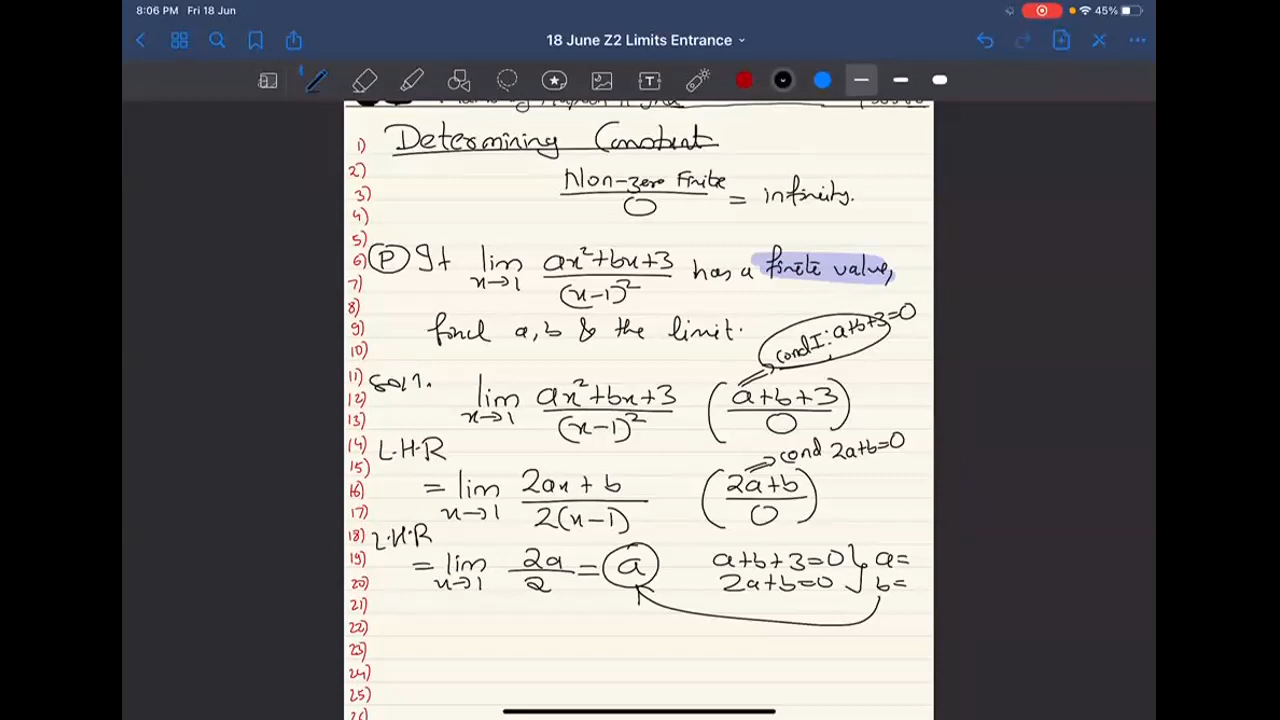 8:06 PM Fri 18 Jun
45%
18 June Z2 Limits Entrance
Determining Constant
Non-zero Finite / 0 = infinity.
(P) If lim x→1 (ax²+bx+3)/(x-1)² has a finite value,
find a, b & the limit.
cond I: a+b+3=0
Soln. lim x→1 (ax²+bx+3)/(x-1)² ((a+b+3)/0)
L.H.R
cond 2a+b=0
= lim x→1 (2ax+b)/(2(x-1)) ((2a+b)/0)
L.H.R
= lim x→1 2a/2 = a
a+b+3=0 } a=
2a+b=0 } b=
1)
2)
3)
4)
5)
6)
7)
8)
9)
10)
11)
12)
13)
14)
15)
16)
17)
18)
19)
20)
21)
22)
23)
24)
25)